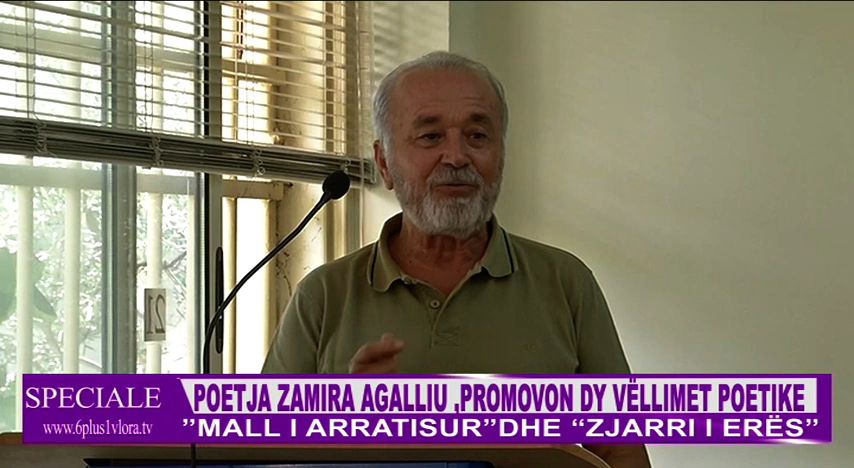 SPECIALE
www.6plus1vlora.tv
POETJA ZAMIRA AGALLIU ,PROMOVON DY VËLLIMET POETIKE
”MALL I ARRATISUR”DHE “ZJARRI I ERËS”
21